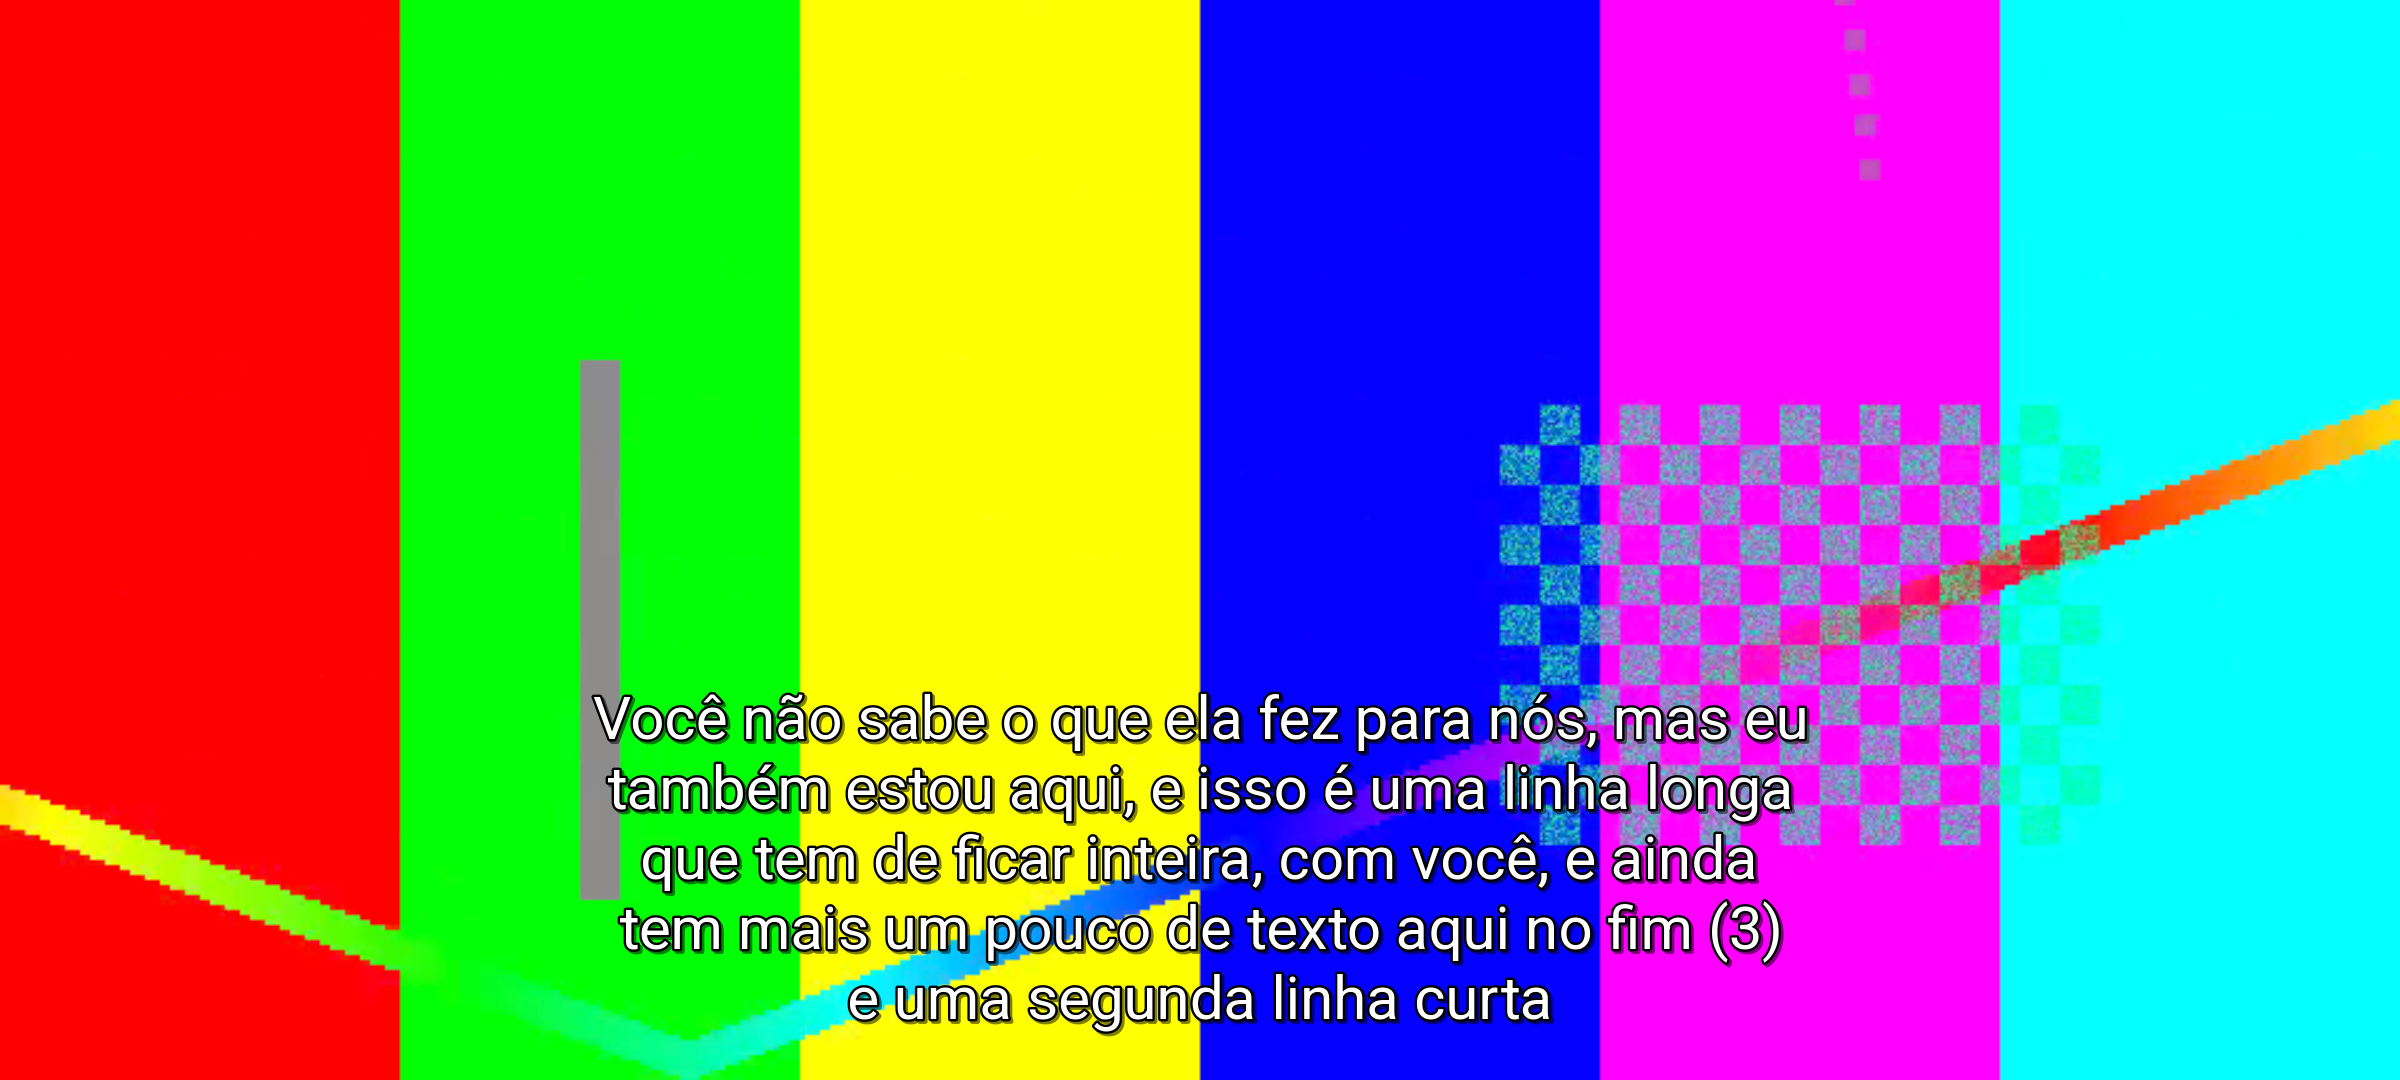 Você não sabe o que ela fez para nós, mas eu
também estou aqui, e isso é uma linha longa
que tem de ficar inteira, com você, e ainda
tem mais um pouco de texto aqui no fim (3)
e uma segunda linha curta